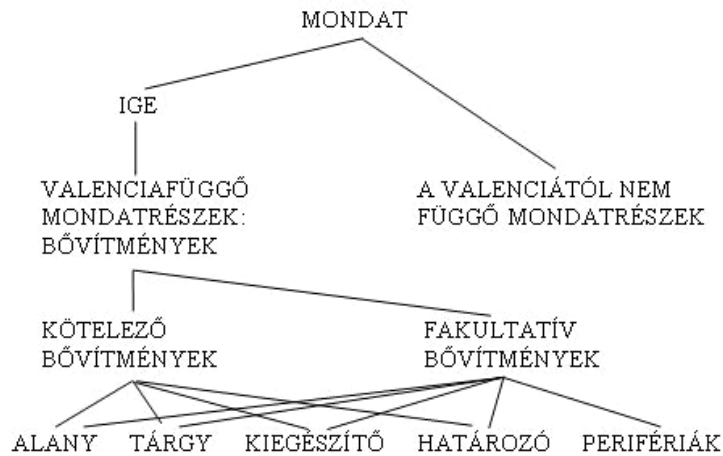 MONDAT
IGE
VALENCIAFÜGGŐ
MONDATRÉSZEK:
BŐVÍTMÉNYEK
A VALENCIÁTÓL NEM
FÜGGŐ MONDATRÉSZEK
KÖTELEZŐ
BŐVÍTMÉNYEK
FAKULTATÍV
BŐVÍTMÉNYEK
ALANY TÁRGY KIEGÉSZÍTŐ HATÁROZÓ PERIFÉRIÁK